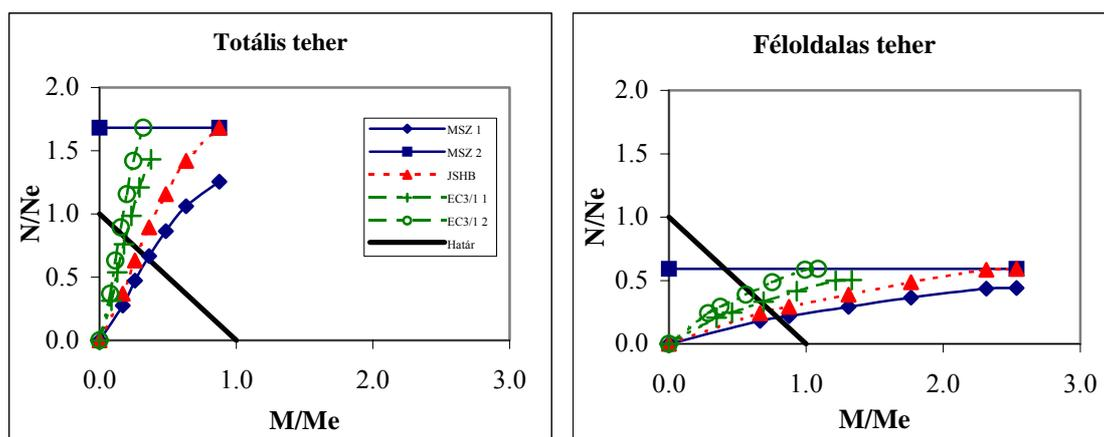 Totális teher
N/Ne
2.0
1.5
1.0
0.5
0.0
0.0 1.0 2.0 3.0
M/Me
MSZ 1
MSZ 2
JSHB
EC3/1 1
EC3/1 2
Határ
Féloldalas teher
N/Ne
2.0
1.5
1.0
0.5
0.0
0.0 1.0 2.0 3.0
M/Me